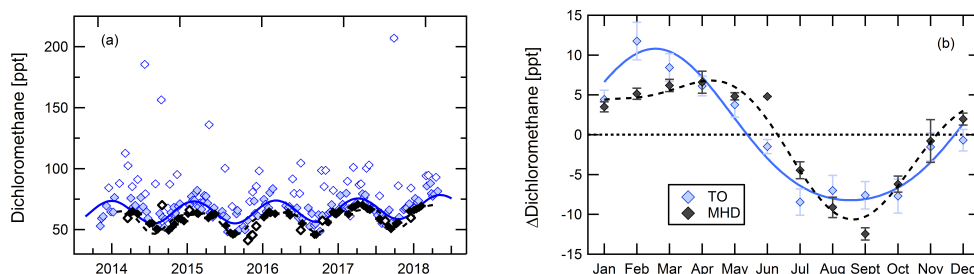 (a)
Dichloromethane [ppt]
200
150
100
50
2014 2015 2016 2017 2018
(b)
ΔDichloromethane [ppt]
15
10
5
0
-5
-10
-15
TO
MHD
Jan Feb Mar Apr May Jun Jul Aug Sept Oct Nov Dec